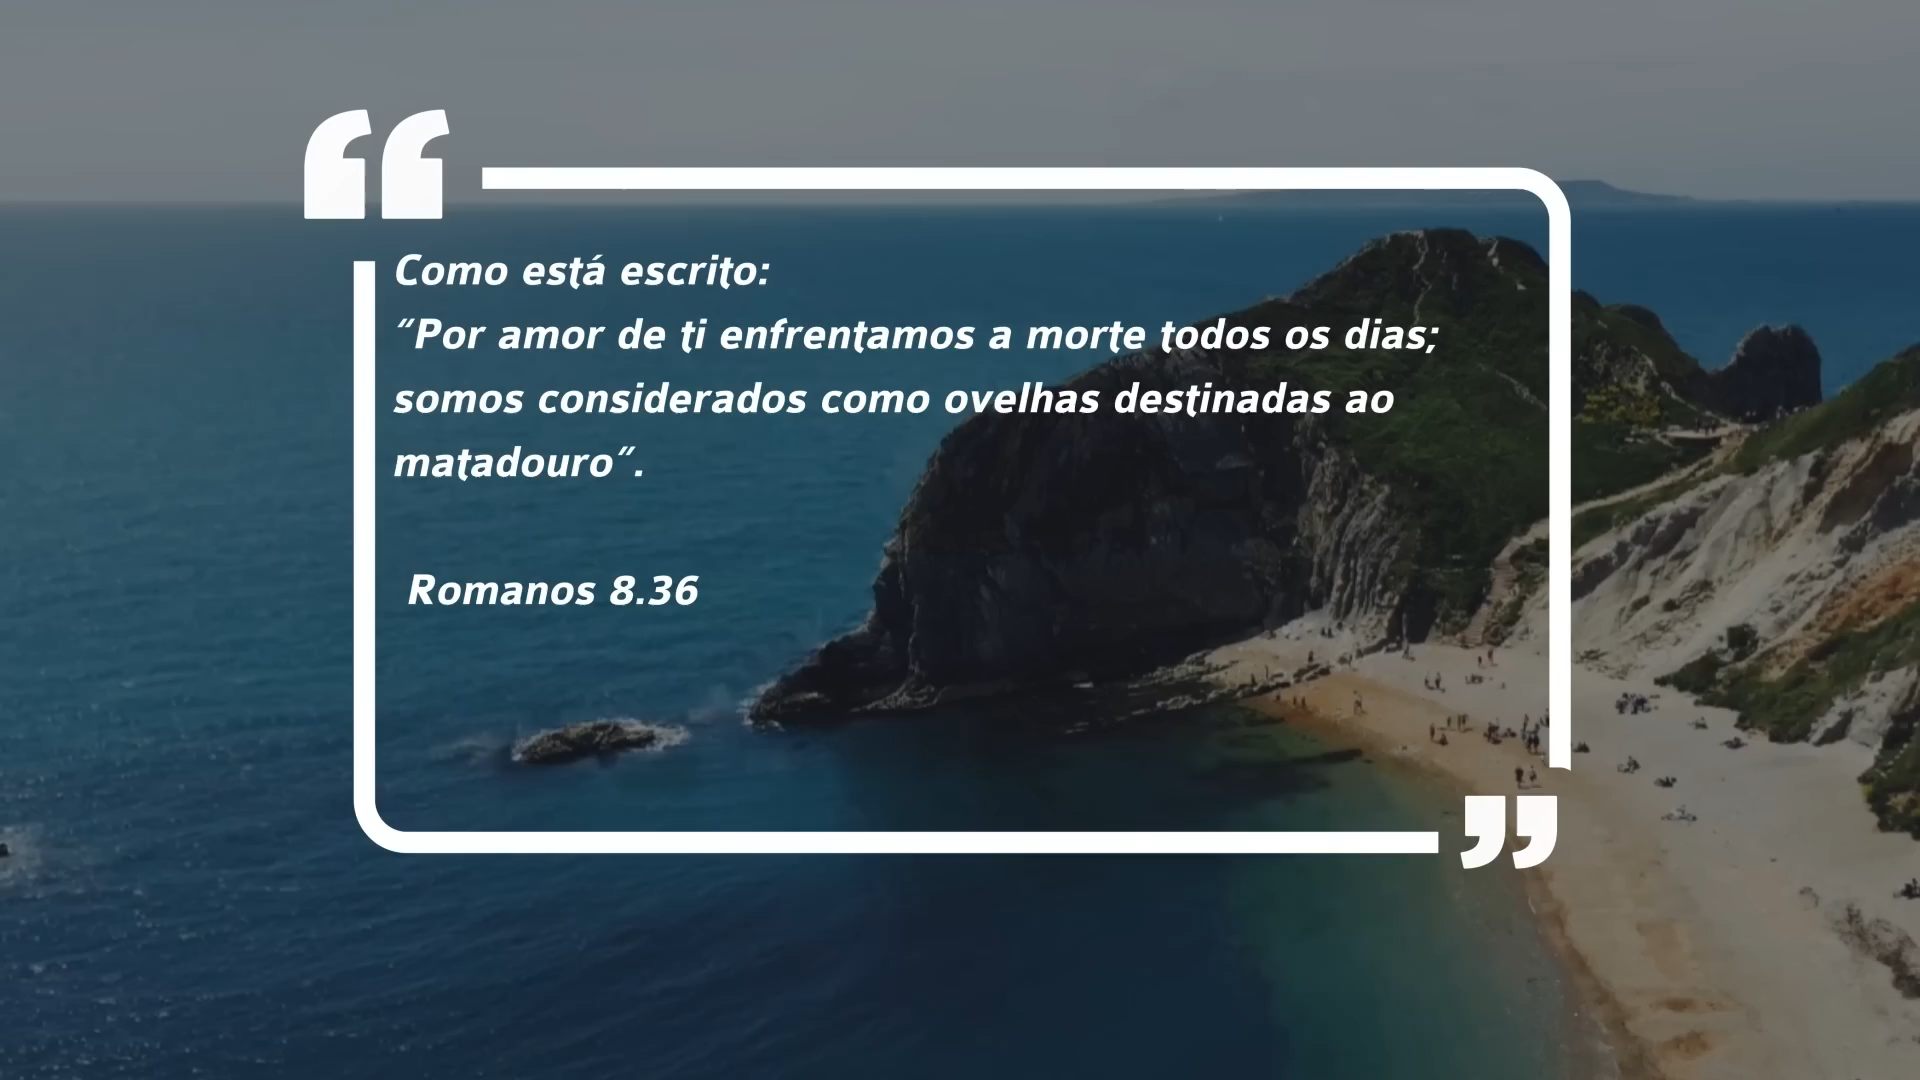 Como está escrito:
"Por amor de ti enfrentamos a morte todos os dias;
somos considerados como ovelhas destinadas ao
matadouro".
Romanos 8.36